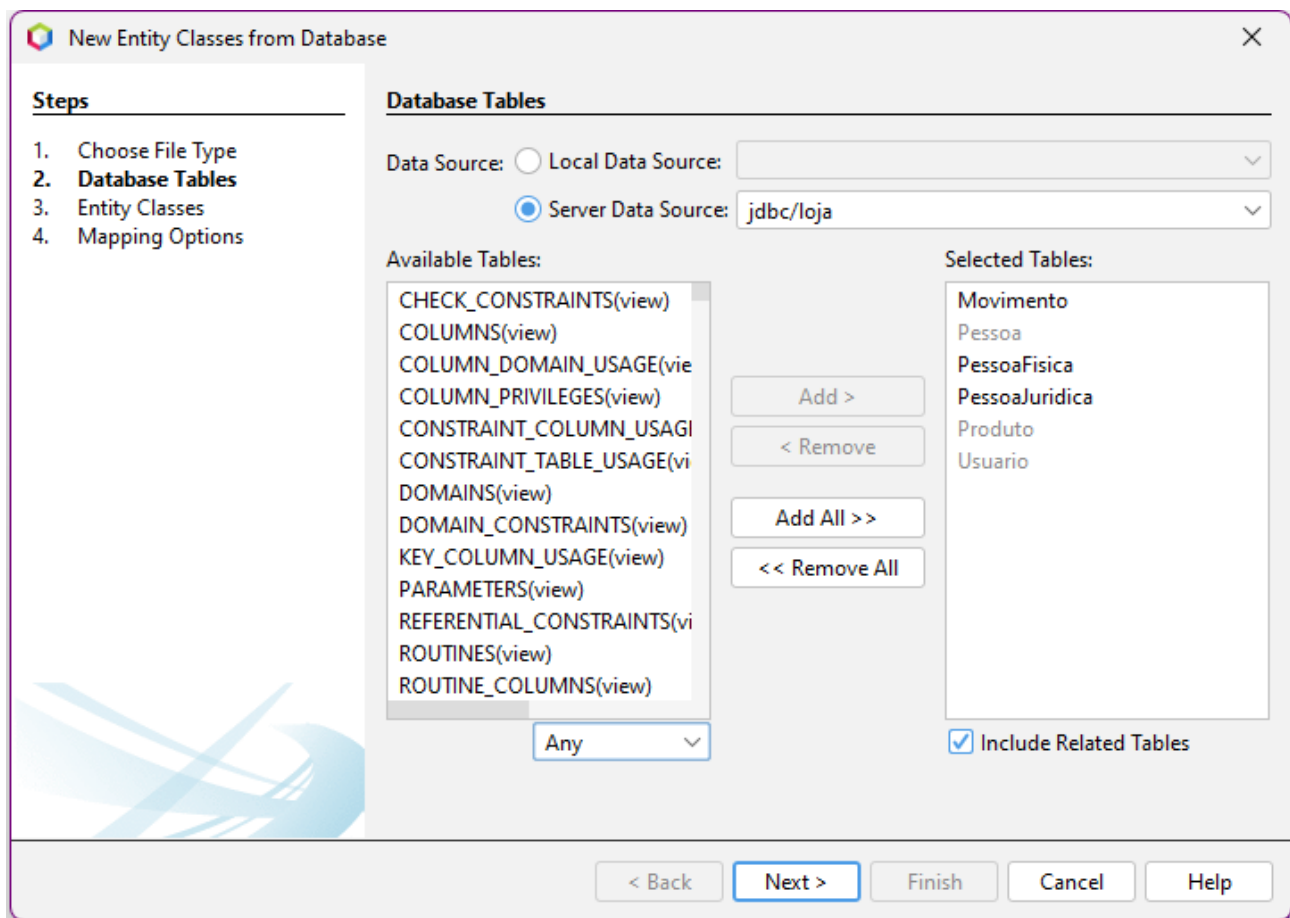 New Entity Classes from Database
Steps
1. Choose File Type
2. Database Tables
3. Entity Classes
4. Mapping Options
Database Tables
Data Source: Local Data Source:
Server Data Source: jdbc/loja
Available Tables:
CHECK_CONSTRAINTS(view)
COLUMNS(view)
COLUMN_DOMAIN_USAGE(vie
COLUMN_PRIVILEGES(view)
CONSTRAINT_COLUMN_USAG
CONSTRAINT_TABLE_USAGE(vi
DOMAINS(view)
DOMAIN_CONSTRAINTS(view)
KEY_COLUMN_USAGE(view)
PARAMETERS(view)
REFERENTIAL_CONSTRAINTS(vi
ROUTINES(view)
ROUTINE_COLUMNS(view)
Any
Add >
< Remove
Add All >>
<< Remove All
Selected Tables:
Movimento
Pessoa
PessoaFisica
PessoaJuridica
Produto
Usuario
Include Related Tables
< Back
Next >
Finish
Cancel
Help